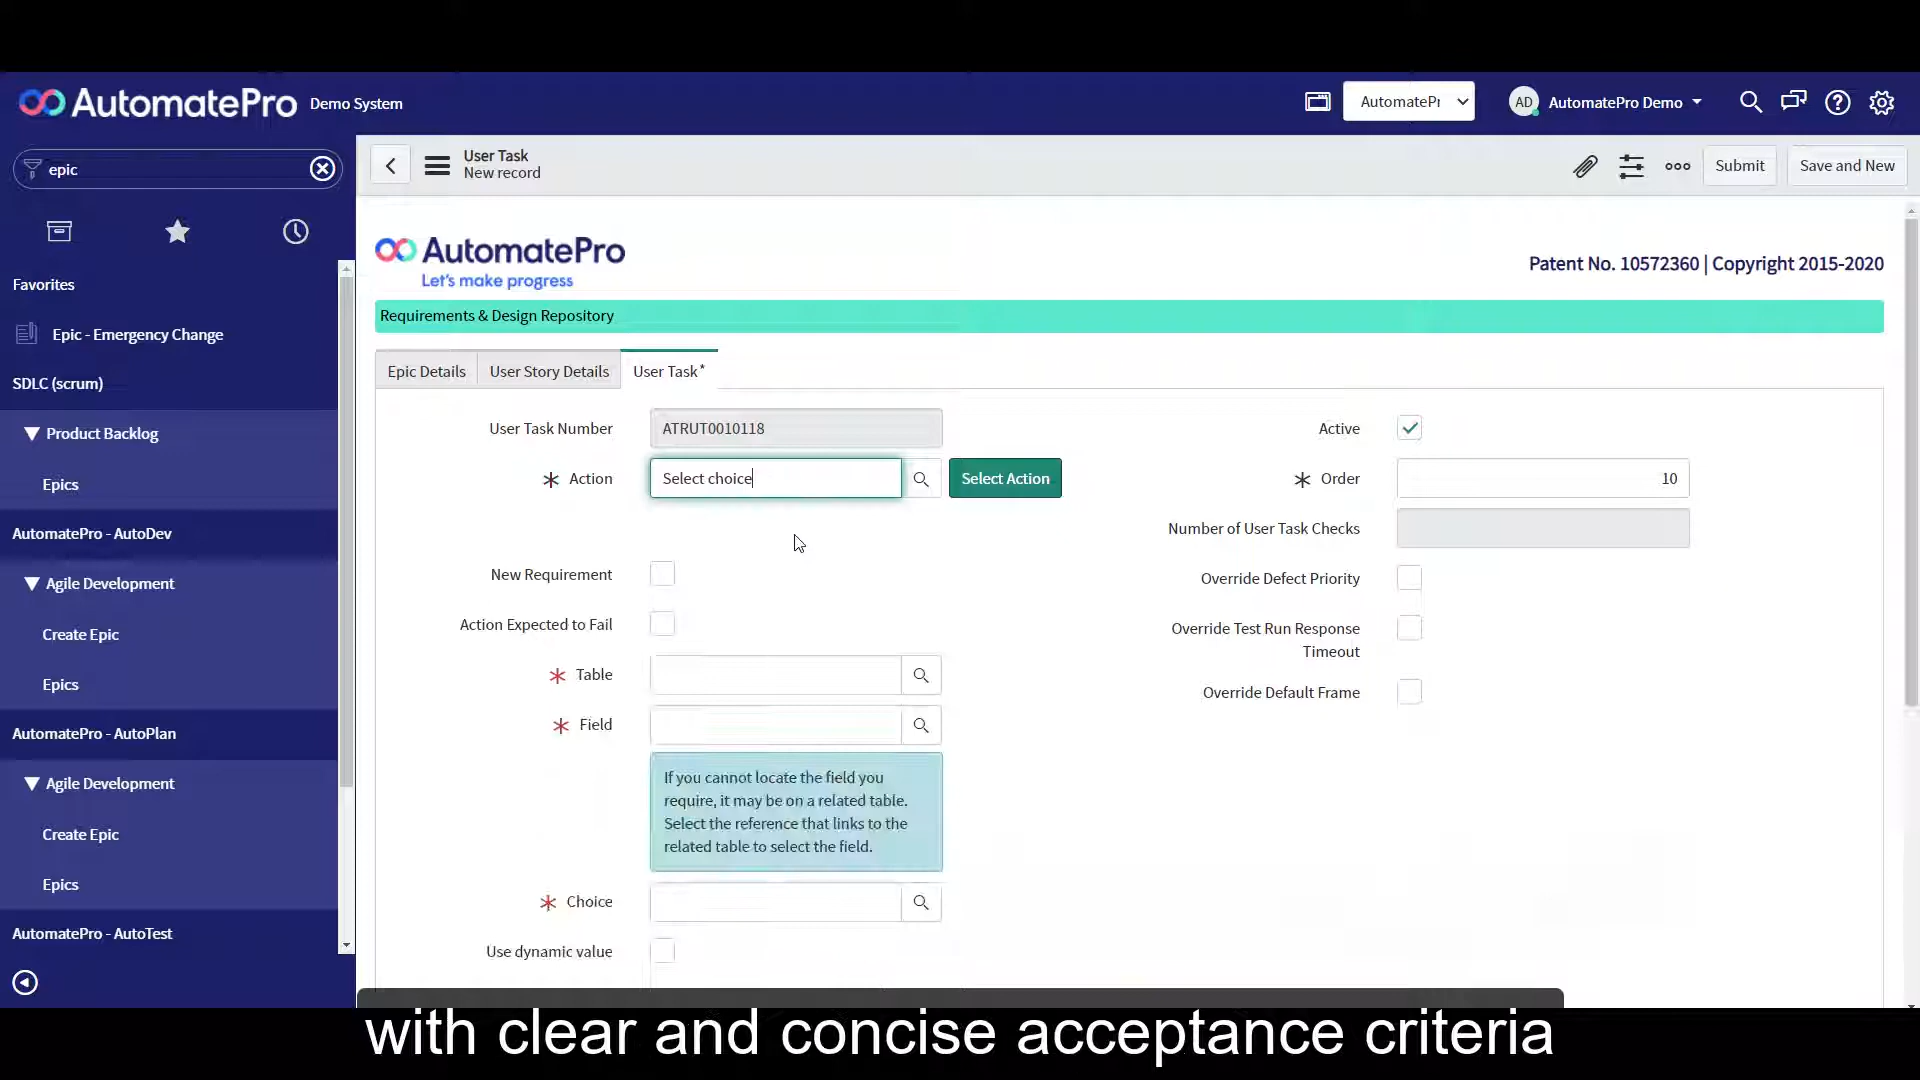 AutomatePro Demo System
AutomatePr
AD AutomatePro Demo
epic
User Task
New record
Submit
Save and New
Favorites
Epic - Emergency Change
SDLC (scrum)
Product Backlog
Epics
AutomatePro - AutoDev
Agile Development
Create Epic
Epics
AutomatePro - AutoPlan
Agile Development
Create Epic
Epics
AutomatePro - AutoTest
AutomatePro
Let's make progress
Patent No. 10572360 | Copyright 2015-2020
Requirements & Design Repository
Epic Details
User Story Details
User Task*
User Task Number
ATRUT0010118
Action
Select choice
Select Action
New Requirement
Action Expected to Fail
Table
Field
If you cannot locate the field you
require, it may be on a related table.
Select the reference that links to the
related table to select the field.
Choice
Use dynamic value
Active
Order
10
Number of User Task Checks
Override Defect Priority
Override Test Run Response
Timeout
Override Default Frame
with clear and concise acceptance criteria